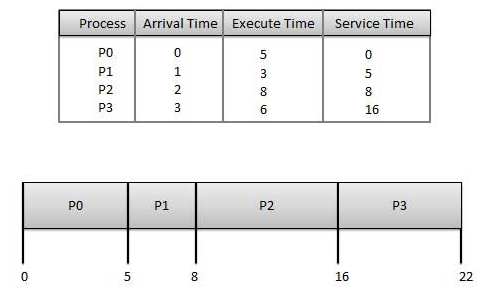 Process Arrival Time Execute Time Service Time
P0 0 5 0
P1 1 3 5
P2 2 8 8
P3 3 6 16
P0 P1 P2 P3
0 5 8 16 22